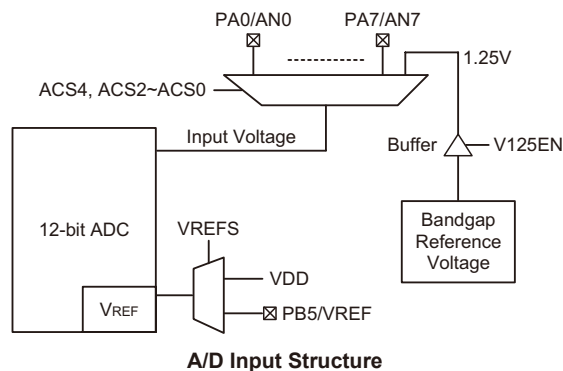 PA0/AN0 PA7/AN7
1.25V
ACS4, ACS2~ACS0
Input Voltage
Buffer V125EN
12-bit ADC
Bandgap
Reference
Voltage
VREFS
VDD
VREF
PB5/VREF
A/D Input Structure